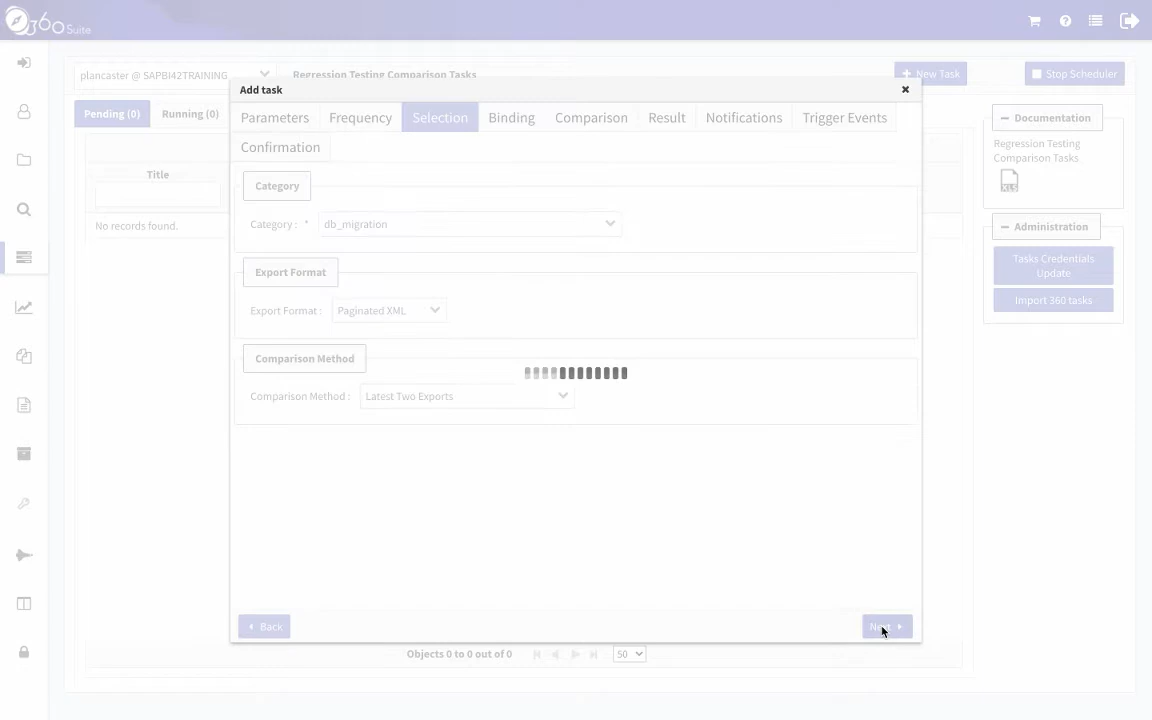 360Suite
plancaster @ SAPBI42TRAINING
Regression Testing Comparison Tasks
+ New Task
Stop Scheduler
Pending (0)
Running (0)
Title
No records found.
Add task
Parameters
Frequency
Selection
Binding
Comparison
Result
Notifications
Trigger Events
Confirmation
Category
Category : *
db_migration
Export Format
Export Format :
Paginated XML
Comparison Method
Comparison Method :
Latest Two Exports
Back
Next
Objects 0 to 0 out of 0
50
Documentation
Regression Testing
Comparison Tasks
XLS
Administration
Tasks Credentials
Update
Import 360 tasks